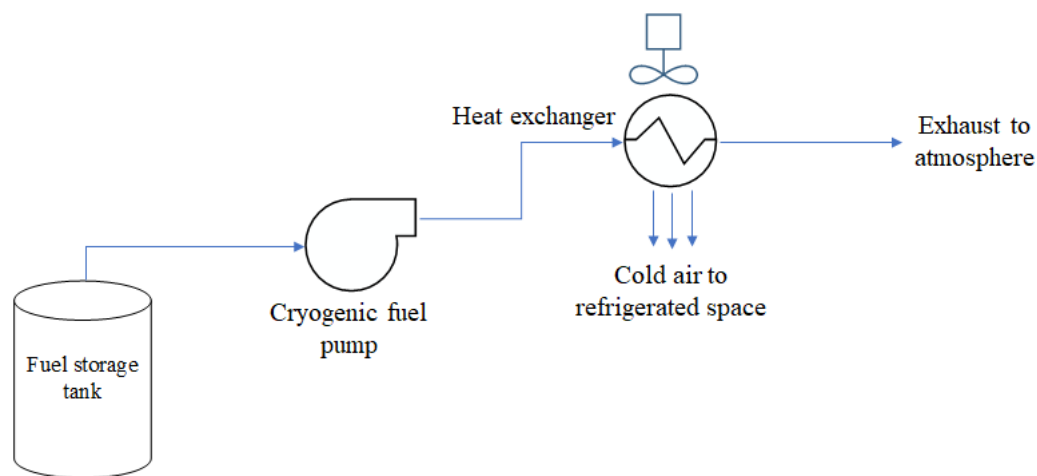 Heat exchanger
Exhaust to
atmosphere
Cold air to
refrigerated space
Cryogenic fuel
pump
Fuel storage
tank